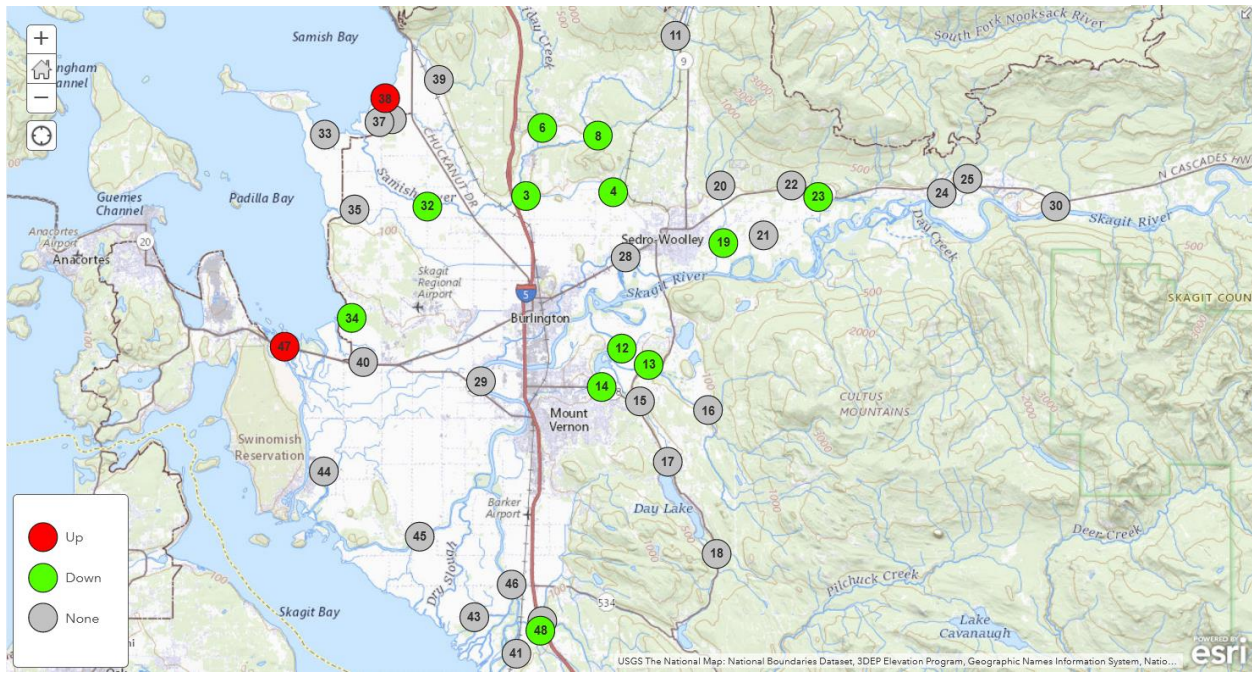 +
−
Samish Bay
South Fork Nooksack River
11
9
39
38
37
33
CHUCKANUT DR
6
8
Guemes
Channel
Padilla Bay
Samish River
32
3
4
20
22
23
24
25
N CASCADES HW
30
35
Skagit River
Anacortes
Airport
20
Anacortes
Sedro-Woolley
19
21
28
Day Creek
Skagit
Regional
Airport
Skagit River
5
Burlington
SKAGIT COUN
34
47
40
12
13
29
14
15
16
Mount
Vernon
CULTUS
MOUNTAINS
Swinomish
Reservation
44
17
Barker
Airport
Day Lake
45
Dry Slough
18
Deer Creek
46
534
Pilchuck Creek
Skagit Bay
43
48
41
Lake
Cavanaugh
Up
Down
None
100
500
1000
2000
3000
USGS The National Map: National Boundaries Dataset, 3DEP Elevation Program, Geographic Names Information System, Natio...
POWERED BY
esri